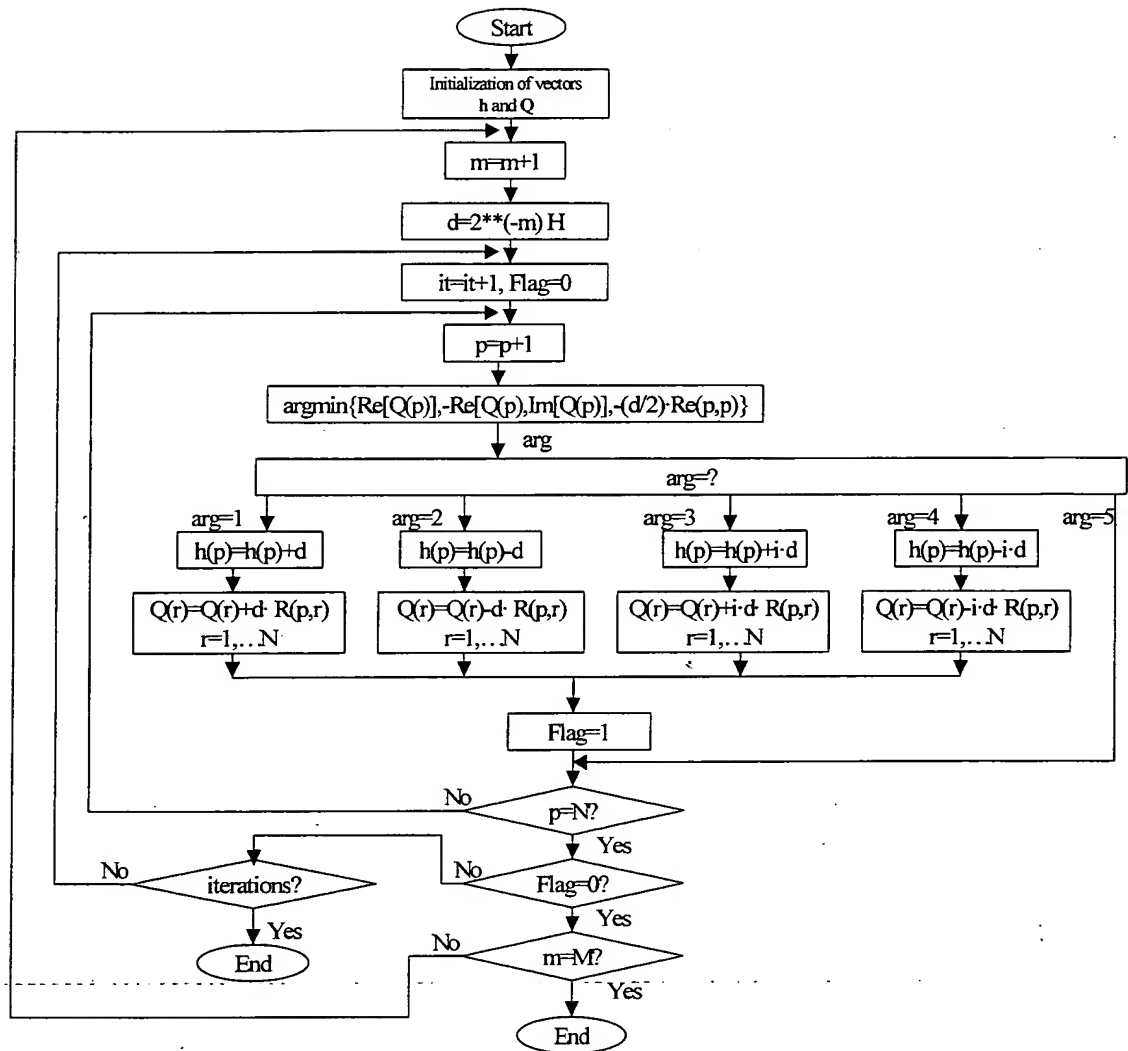 Start
Initialization of vectors
h and Q
m=m+1
d=2**(-m) H
it=it+1, Flag=0
p=p+1
argmin{Re[Q(p)],-Re[Q(p),Im[Q(p)],-(d/2)·Re(p,p)}
arg
arg=?
arg=1
arg=2
arg=3
arg=4
arg=5
h(p)=h(p)+d
h(p)=h(p)-d
h(p)=h(p)+i·d
h(p)=h(p)-i·d
Q(r)=Q(r)+d· R(p,r)
r=1,…N
Q(r)=Q(r)-d· R(p,r)
r=1,…N
Q(r)=Q(r)+i·d· R(p,r)
r=1,…N
Q(r)=Q(r)-i·d· R(p,r)
r=1,…N
Flag=1
No
p=N?
Yes
No
iterations?
No
Flag=0?
Yes
Yes
End
No
m=M?
Yes
End